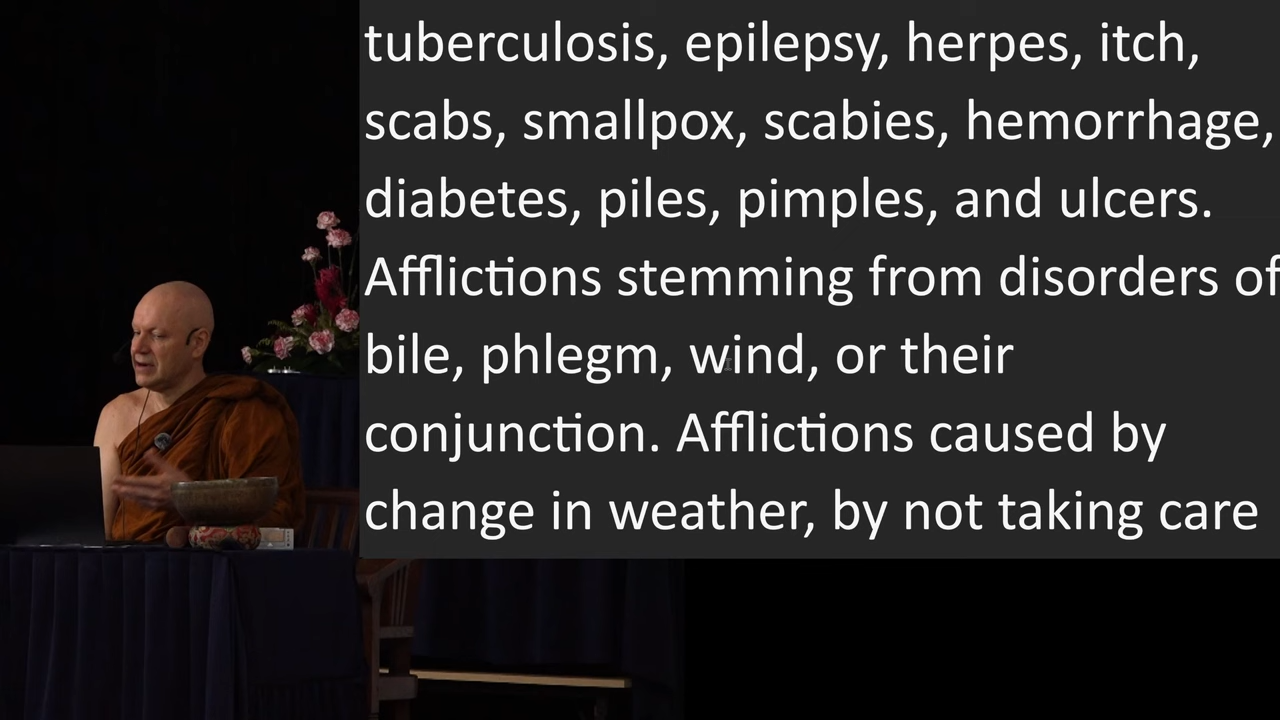 tuberculosis, epilepsy, herpes, itch,
scabs, smallpox, scabies, hemorrhage,
diabetes, piles, pimples, and ulcers.
Afflictions stemming from disorders of
bile, phlegm, wind, or their
conjunction. Afflictions caused by
change in weather, by not taking care